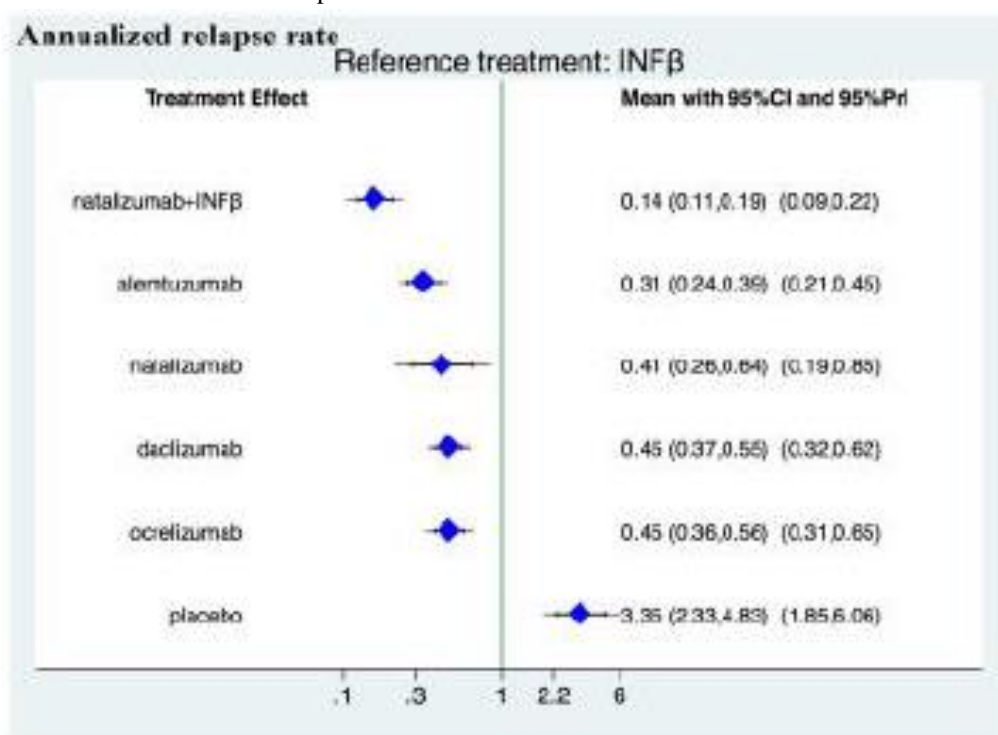 Annualized relapse rate
Reference treatment: INFβ
Treatment Effect Mean with 95%CI and 95%PrI
natalizumab+INFβ 0.14 (0.11,0.19) (0.09,0.22)
alemtuzumab 0.31 (0.24,0.39) (0.21,0.45)
natalizumab 0.41 (0.26,0.64) (0.19,0.85)
daclizumab 0.45 (0.37,0.55) (0.32,0.62)
ocrelizumab 0.45 (0.36,0.56) (0.31,0.65)
placebo 3.35 (2.33,4.83) (1.85,6.06)
.1 .3 1 2.2 6